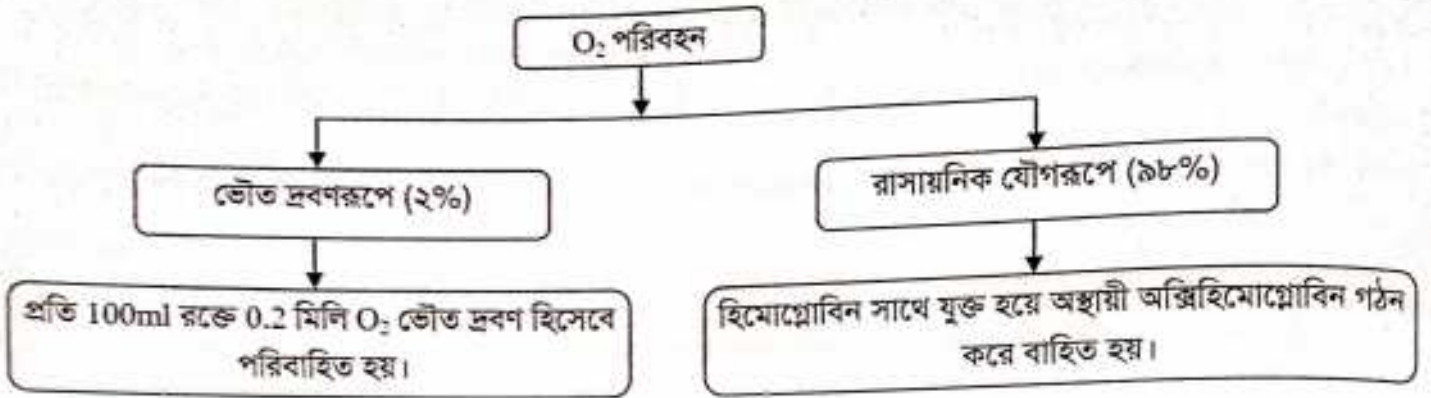 O₂ পরিবহন
ভৌত দ্রবণরূপে (২%)
রাসায়নিক যৌগরূপে (৯৮%)
প্রতি 100ml রক্তে 0.2 মিলি O₂ ভৌত দ্রবণ হিসেবে
পরিবাহিত হয়।
হিমোগ্লোবিন সাথে যুক্ত হয়ে অস্থায়ী অক্সিহিমোগ্লোবিন গঠন
করে বাহিত হয়।